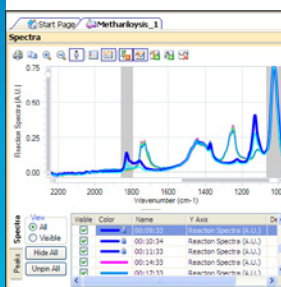 Start Page Methanloysis_1
Spectra
Reaction Spectra (A.U.)
0.75
0.50
0.25
0.00
2200 2000 1800 1600 1400 1200 1000
Wavenumber (cm-1)
Spectra
Peaks
View
All
Visible
Hide All
Unpin All
Visible Color Name Y Axis De
00:09:33 Reaction Spectra (A.U.)
00:10:34 Reaction Spectra (A.U.)
00:11:33 Reaction Spectra (A.U.)
00:14:33 Reaction Spectra (A.U.)
00:17:33 Reaction Spectra (A.U.)